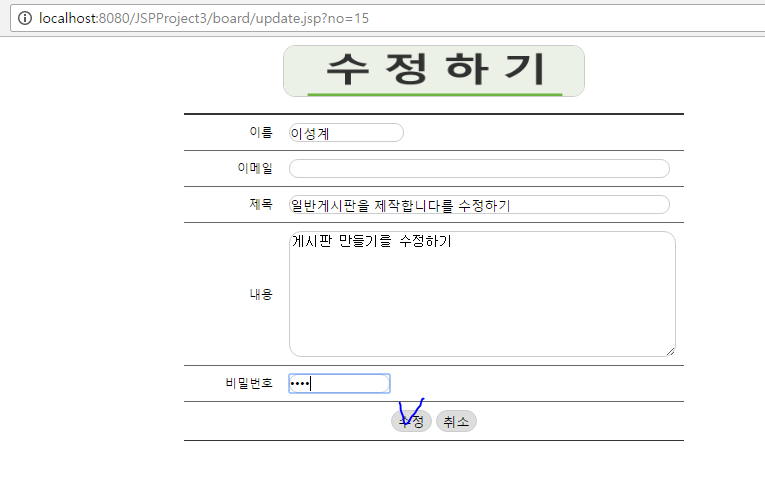 localhost:8080/JSPProject3/board/update.jsp?no=15
수정하기
이름 이성계
이메일
제목 일반게시판을 제작합니다를 수정하기
게시판 만들기를 수정하기
내용
비밀번호 ••••
수정 취소